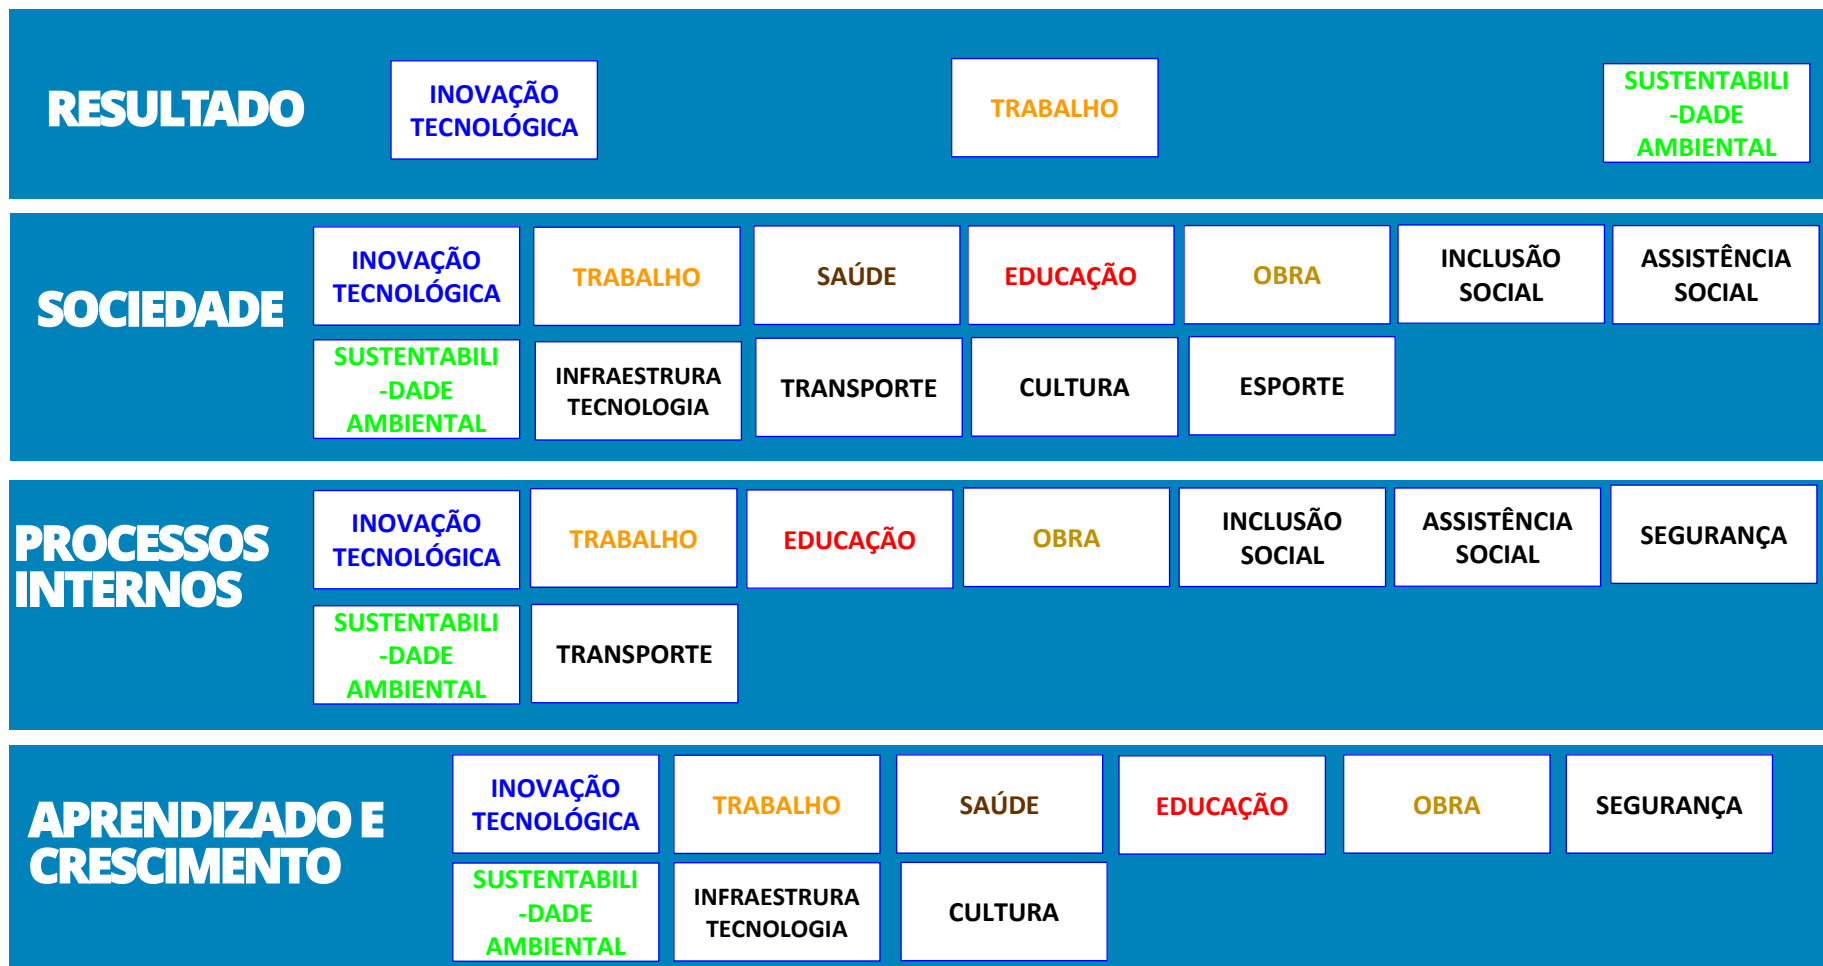 RESULTADO
INOVAÇÃO
TECNOLÓGICA
TRABALHO
SUSTENTABILI
-DADE
AMBIENTAL
SOCIEDADE
INOVAÇÃO
TECNOLÓGICA
TRABALHO
SAÚDE
EDUCAÇÃO
OBRA
INCLUSÃO
SOCIAL
ASSISTÊNCIA
SOCIAL
SUSTENTABILI
-DADE
AMBIENTAL
INFRAESTRURA
TECNOLOGIA
TRANSPORTE
CULTURA
ESPORTE
PROCESSOS
INTERNOS
INOVAÇÃO
TECNOLÓGICA
TRABALHO
EDUCAÇÃO
OBRA
INCLUSÃO
SOCIAL
ASSISTÊNCIA
SOCIAL
SEGURANÇA
SUSTENTABILI
-DADE
AMBIENTAL
TRANSPORTE
APRENDIZADO E
CRESCIMENTO
INOVAÇÃO
TECNOLÓGICA
TRABALHO
SAÚDE
EDUCAÇÃO
OBRA
SEGURANÇA
SUSTENTABILI
-DADE
AMBIENTAL
INFRAESTRURA
TECNOLOGIA
CULTURA